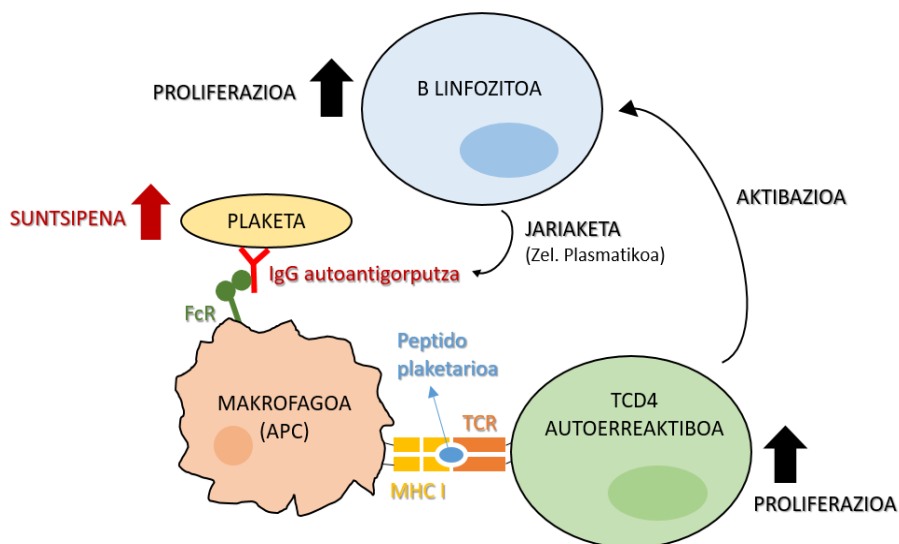 PROLIFERAZIOA
B LINFOZITOA
SUNTSIPENA
PLAKETA
AKTIBAZIOA
JARIAKETA
(Zel. Plasmatikoa)
IgG autoantigorputza
FcR
Peptido
plaketarioa
MAKROFAGOA
(APC)
TCR
MHC I
TCD4
AUTOERREAKTIBOA
PROLIFERAZIOA